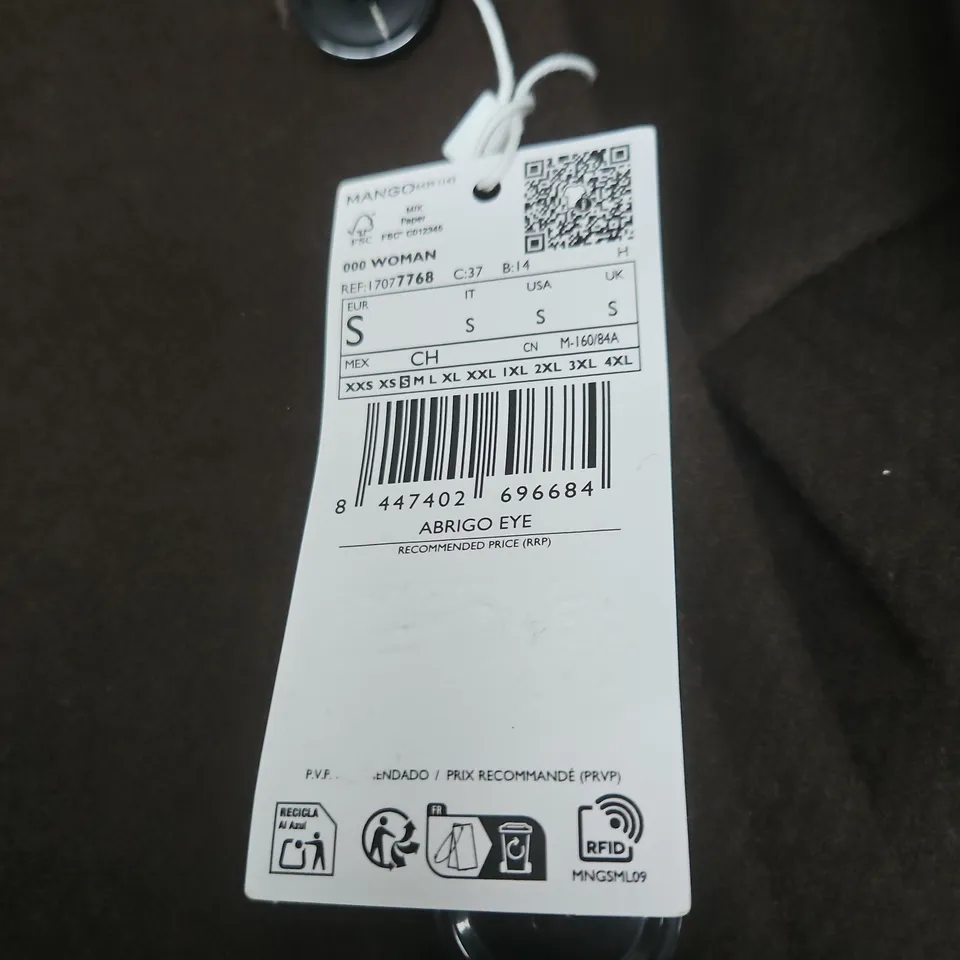 MANGO
MIX
Paper
FSC
FSC® C012345
000 WOMAN
REF:17077768 C:37 B:14 H
EUR IT USA UK
S S S S
MEX CH CN M-160/84A
XXS XS S M L XL XXL 1XL 2XL 3XL 4XL
8 447402 696684
ABRIGO EYE
RECOMMENDED PRICE (RRP)
P.V.P. ENDADO / PRIX RECOMMANDÉ (PRVP)
RECICLA
Al Azul
FR
RFID
MNGSML09